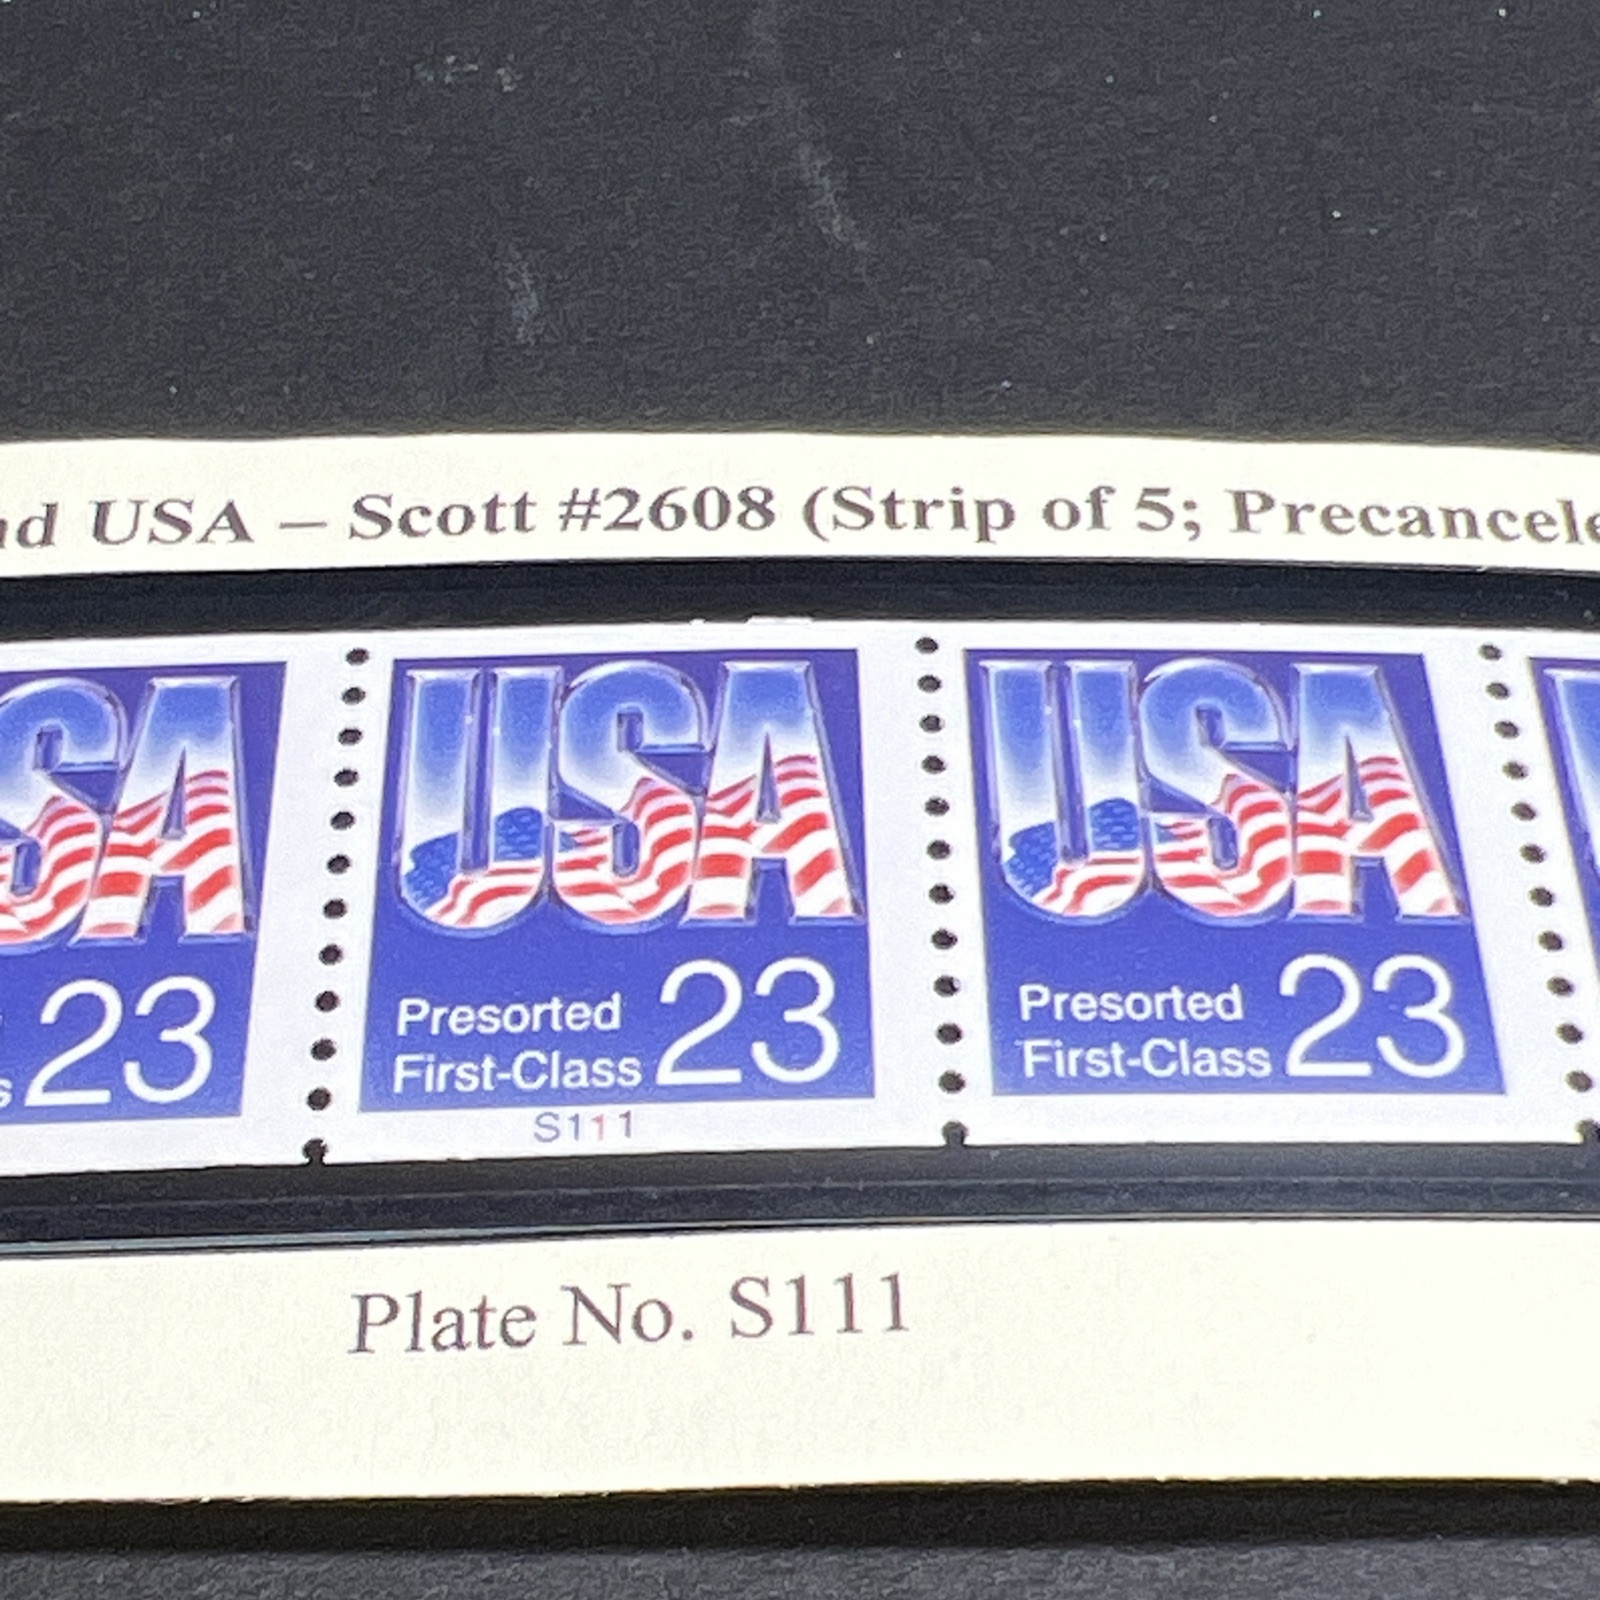 nd USA – Scott #2608 (Strip of 5; Precancele
USA USA USA
23 Presorted First-Class 23 Presorted First-Class 23
S111
Plate No. S111